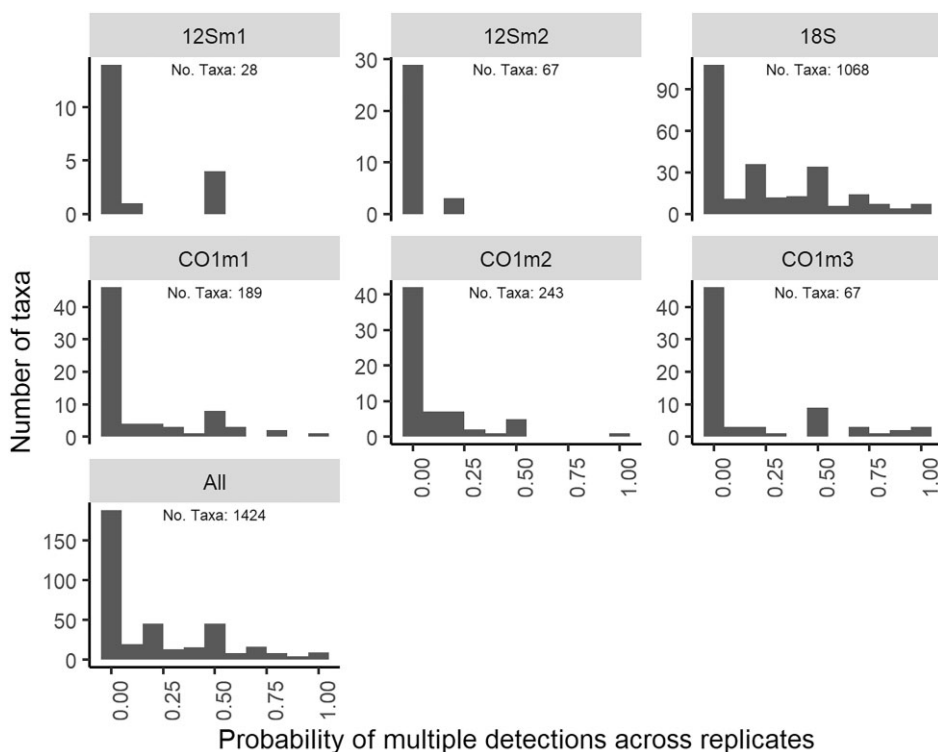 12Sm1
12Sm2
18S
No. Taxa: 28
No. Taxa: 67
No. Taxa: 1068
10
5
0
30
20
10
0
90
60
30
0
CO1m1
CO1m2
CO1m3
No. Taxa: 189
No. Taxa: 243
No. Taxa: 67
40
30
20
10
0
40
30
20
10
0
40
30
20
10
0
0.00
0.25
0.50
0.75
1.00
0.00
0.25
0.50
0.75
1.00
All
No. Taxa: 1424
150
100
50
0
0.00
0.25
0.50
0.75
1.00
Number of taxa
Probability of multiple detections across replicates